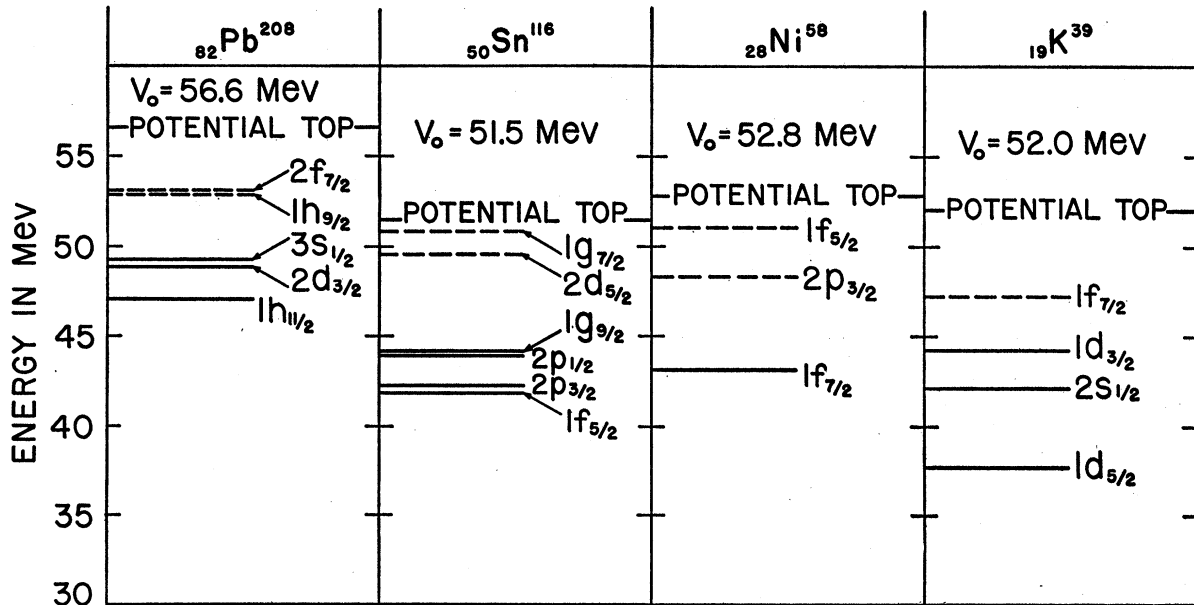 ₈₂Pb²⁰⁸
₅₀Sn¹¹⁶
₂₈Ni⁵⁸
₁₉K³⁹
V₀ = 56.6 Mev
POTENTIAL TOP
2f₇/₂
1h₉/₂
3s₁/₂
2d₃/₂
1h₁₁/₂
V₀ = 51.5 Mev
POTENTIAL TOP
1g₇/₂
2d₅/₂
1g₉/₂
2p₁/₂
2p₃/₂
1f₅/₂
V₀ = 52.8 Mev
POTENTIAL TOP
1f₅/₂
2p₃/₂
1f₇/₂
V₀ = 52.0 Mev
POTENTIAL TOP
1f₇/₂
1d₃/₂
2s₁/₂
1d₅/₂
ENERGY IN Mev
55
50
45
40
35
30